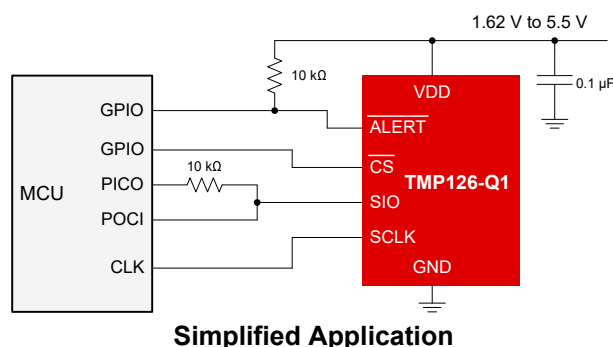 1.62 V to 5.5 V
10 kΩ
0.1 µF
VDD
GPIO
ALERT
GPIO
10 kΩ
CS
MCU
PICO
TMP126-Q1
SIO
POCI
SCLK
CLK
GND
Simplified Application